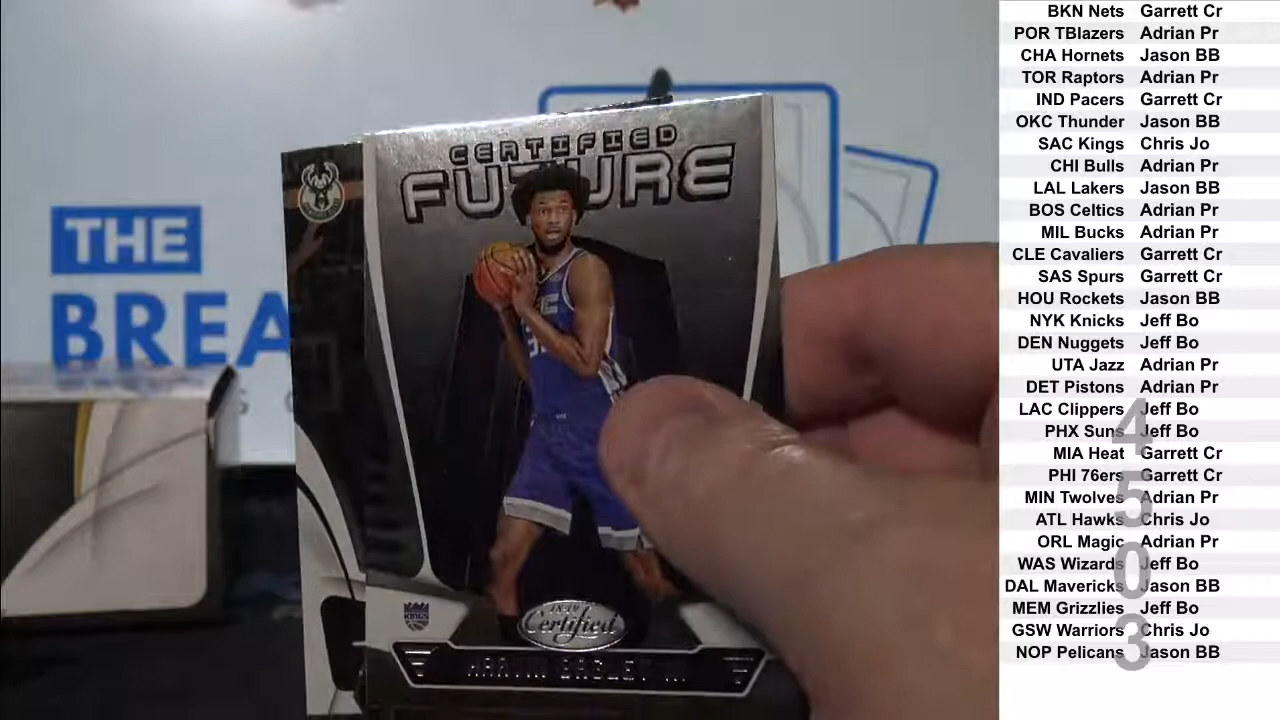 THE
BREA
CERTIFIED
FUTURE
KINGS
18-19
Certified
BKN Nets Garrett Cr
POR TBlazers Adrian Pr
CHA Hornets Jason BB
TOR Raptors Adrian Pr
IND Pacers Garrett Cr
OKC Thunder Jason BB
SAC Kings Chris Jo
CHI Bulls Adrian Pr
LAL Lakers Jason BB
BOS Celtics Adrian Pr
MIL Bucks Adrian Pr
CLE Cavaliers Garrett Cr
SAS Spurs Garrett Cr
HOU Rockets Jason BB
NYK Knicks Jeff Bo
DEN Nuggets Jeff Bo
UTA Jazz Adrian Pr
DET Pistons Adrian Pr
LAC Clippers Jeff Bo
PHX Suns Jeff Bo
MIA Heat Garrett Cr
PHI 76ers Garrett Cr
MIN Twolves Adrian Pr
ATL Hawks Chris Jo
ORL Magic Adrian Pr
WAS Wizards Jeff Bo
DAL Mavericks Jason BB
MEM Grizzlies Jeff Bo
GSW Warriors Chris Jo
NOP Pelicans Jason BB
4
5
0
3